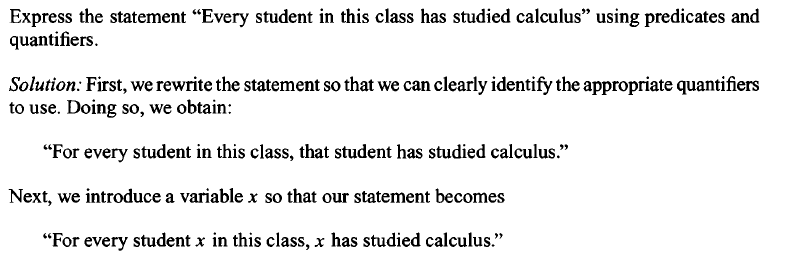 Express the statement “Every student in this class has studied calculus” using predicates and
quantifiers.
Solution: First, we rewrite the statement so that we can clearly identify the appropriate quantifiers
to use. Doing so, we obtain:
“For every student in this class, that student has studied calculus.”
Next, we introduce a variable x so that our statement becomes
“For every student x in this class, x has studied calculus.”